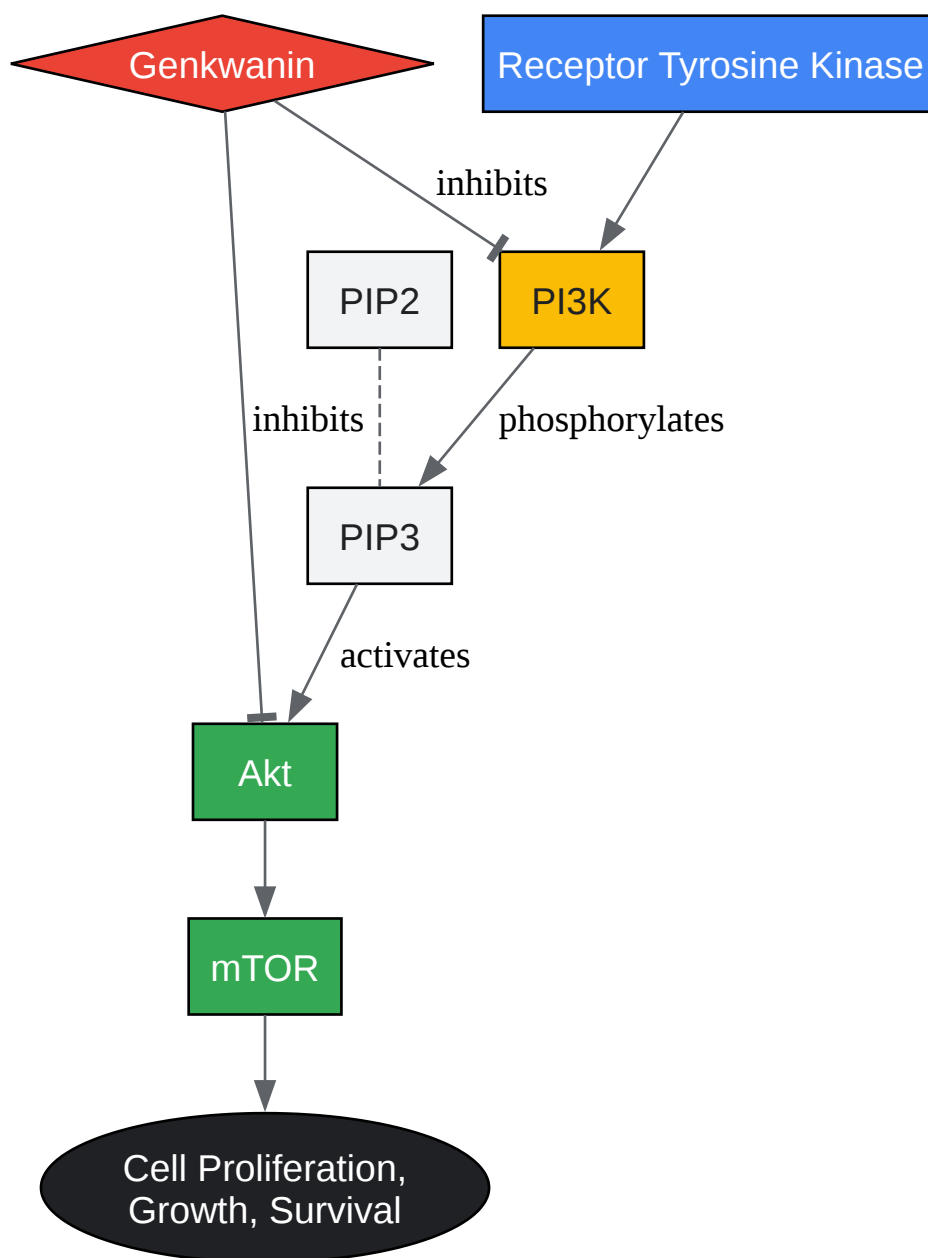 Genkwanin
Receptor Tyrosine Kinase
inhibits
PIP2
PI3K
inhibits
phosphorylates
PIP3
activates
Akt
mTOR
Cell Proliferation,
Growth, Survival